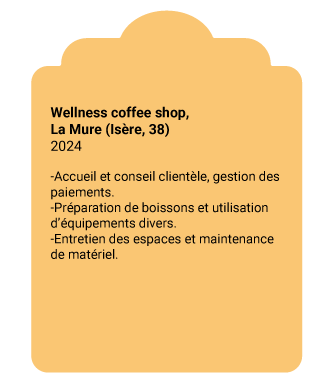 Wellness coffee shop,
La Mure (Isère, 38)
2024
-Accueil et conseil clientèle, gestion des
paiements.
-Préparation de boissons et utilisation
d'équipements divers.
-Entretien des espaces et maintenance
de matériel.